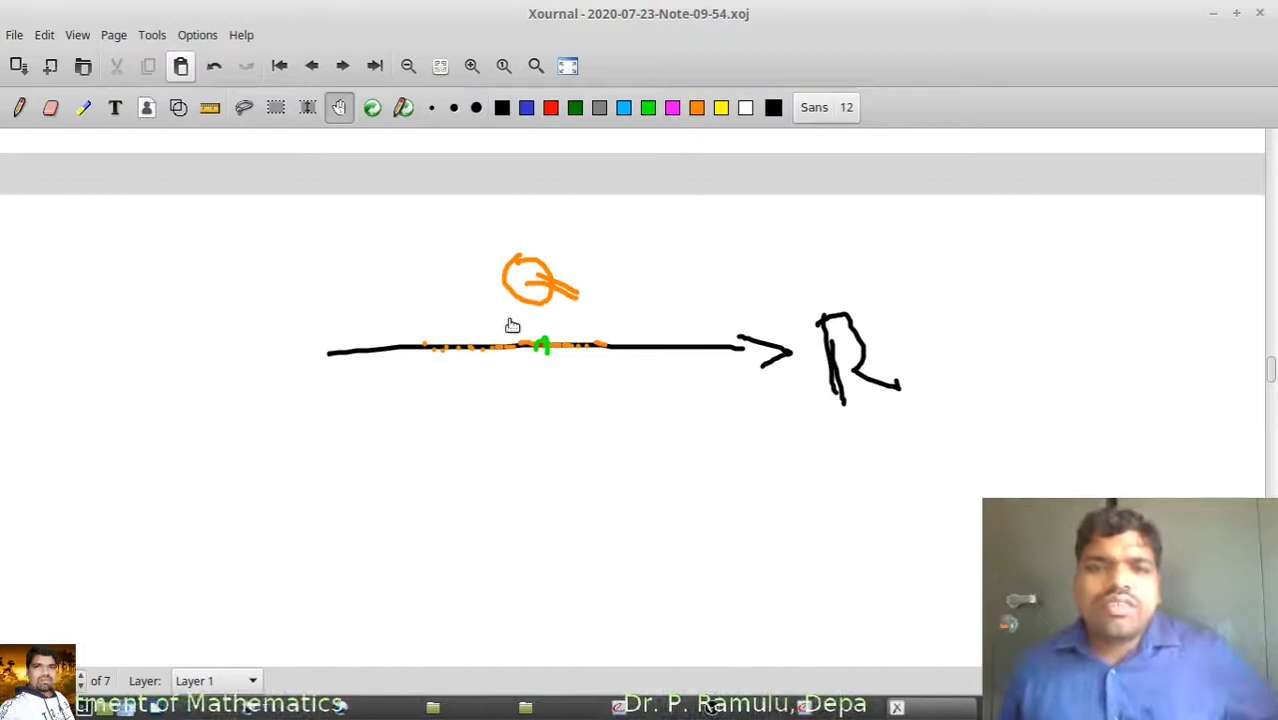 Xournal - 2020-07-23-Note-09-54.xoj
File Edit View Page Tools Options Help
Sans 12
Q
R
of 7 Layer: Layer 1
tment of Mathematics Dr. P. Ramulu, Depa